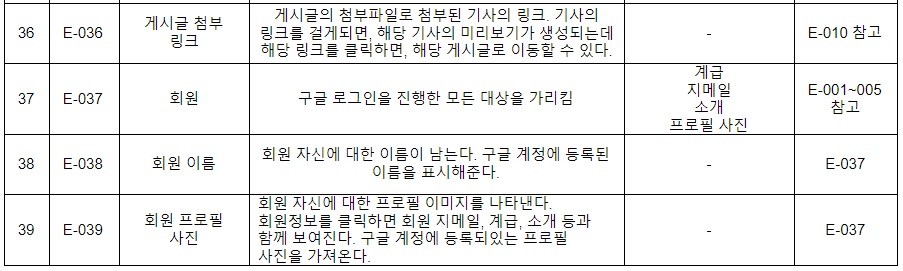 36 E-036 게시글 첨부 링크 게시글의 첨부파일로 첨부된 기사의 링크. 기사의 링크를 걸게되면, 해당 기사의 미리보기가 생성되는데 해당 링크를 클릭하면, 해당 게시글로 이동할 수 있다. - E-010 참고
37 E-037 회원 구글 로그인을 진행한 모든 대상을 가리킴 계급 지메일 소개 프로필 사진 E-001~005 참고
38 E-038 회원 이름 회원 자신에 대한 이름이 남는다. 구글 계정에 등록된 이름을 표시해준다. - E-037
39 E-039 회원 프로필 사진 회원 자신에 대한 프로필 이미지를 나타낸다. 회원정보를 클릭하면 회원 지메일, 계급, 소개 등과 함께 보여진다. 구글 계정에 등록되있는 프로필 사진을 가져온다. - E-037